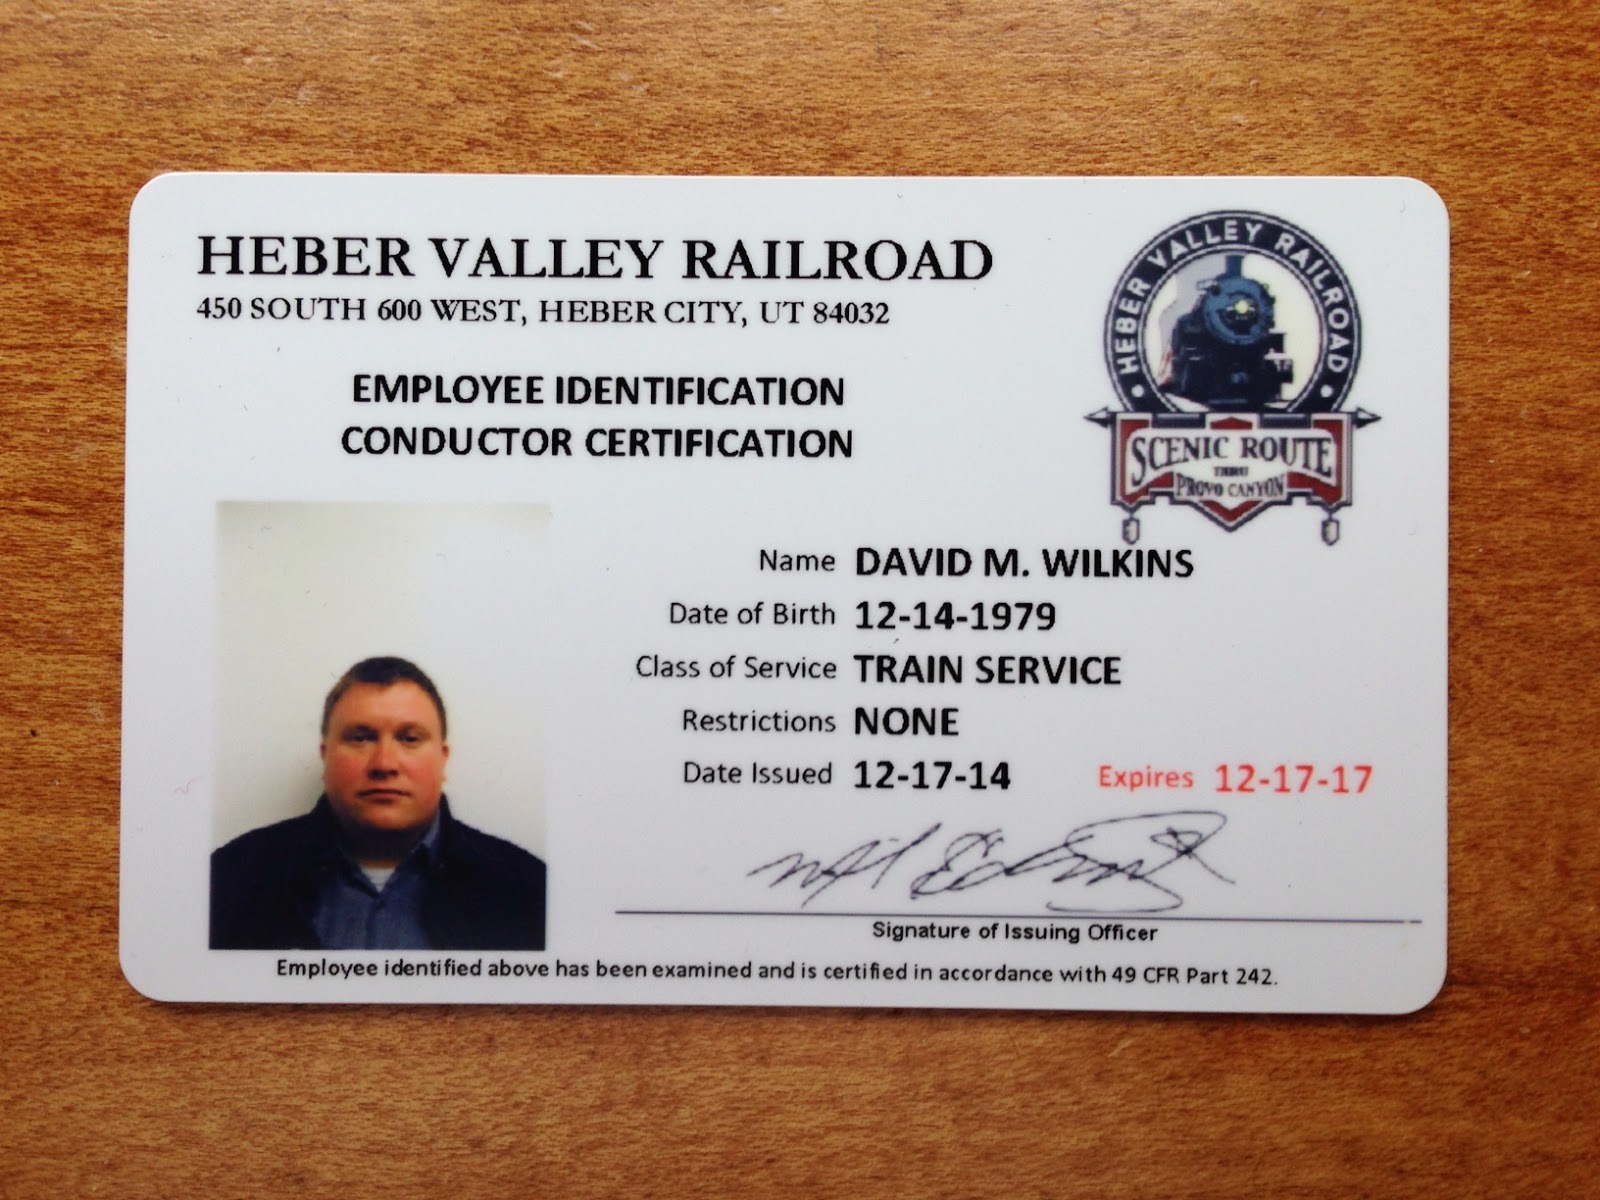 HEBER VALLEY RAILROAD
450 SOUTH 600 WEST, HEBER CITY, UT 84032
EMPLOYEE IDENTIFICATION
CONDUCTOR CERTIFICATION
• HEBER VALLEY RAILROAD •
SCENIC ROUTE
THRU
PROVO CANYON
Name DAVID M. WILKINS
Date of Birth 12-14-1979
Class of Service TRAIN SERVICE
Restrictions NONE
Date Issued 12-17-14 Expires 12-17-17
Signature of Issuing Officer
Employee identified above has been examined and is certified in accordance with 49 CFR Part 242.